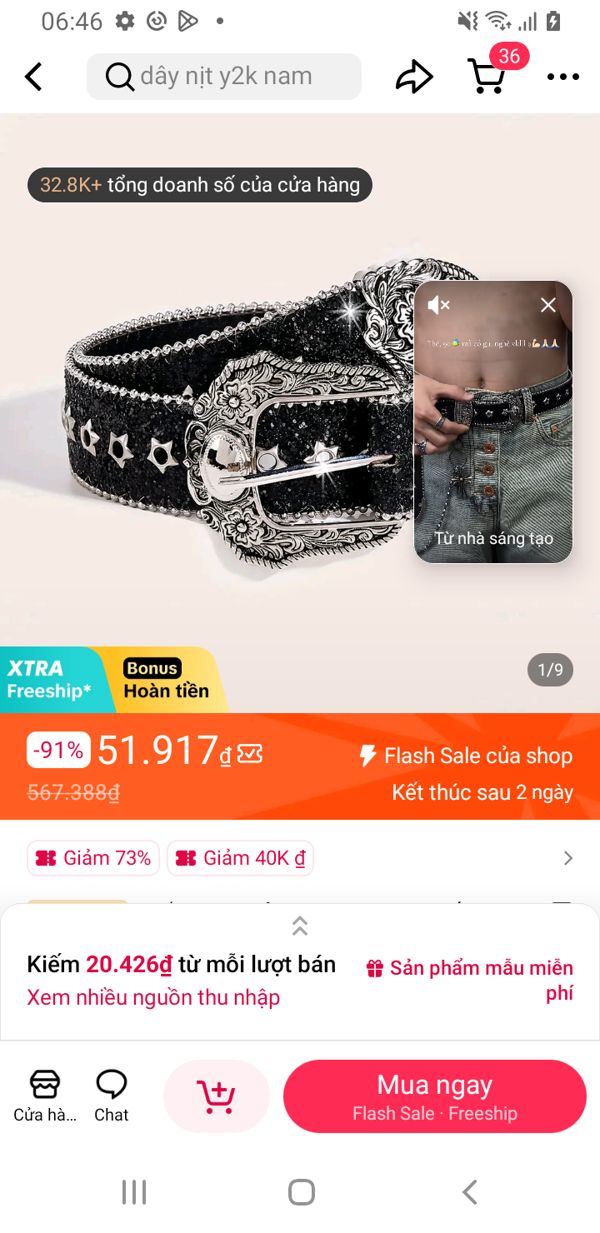 06:46
dây nịt y2k nam
36
32.8K+ tổng doanh số của cửa hàng
Từ nhà sáng tạo
XTRA
Freeship*
Bonus
Hoàn tiền
1/9
-91% 51.917₫
Flash Sale của shop
567.388₫
Kết thúc sau 2 ngày
Giảm 73%
Giảm 40K ₫
Kiếm 20.426₫ từ mỗi lượt bán
Xem nhiều nguồn thu nhập
Sản phẩm mẫu miễn
phí
Cửa hà...
Chat
Mua ngay
Flash Sale · Freeship